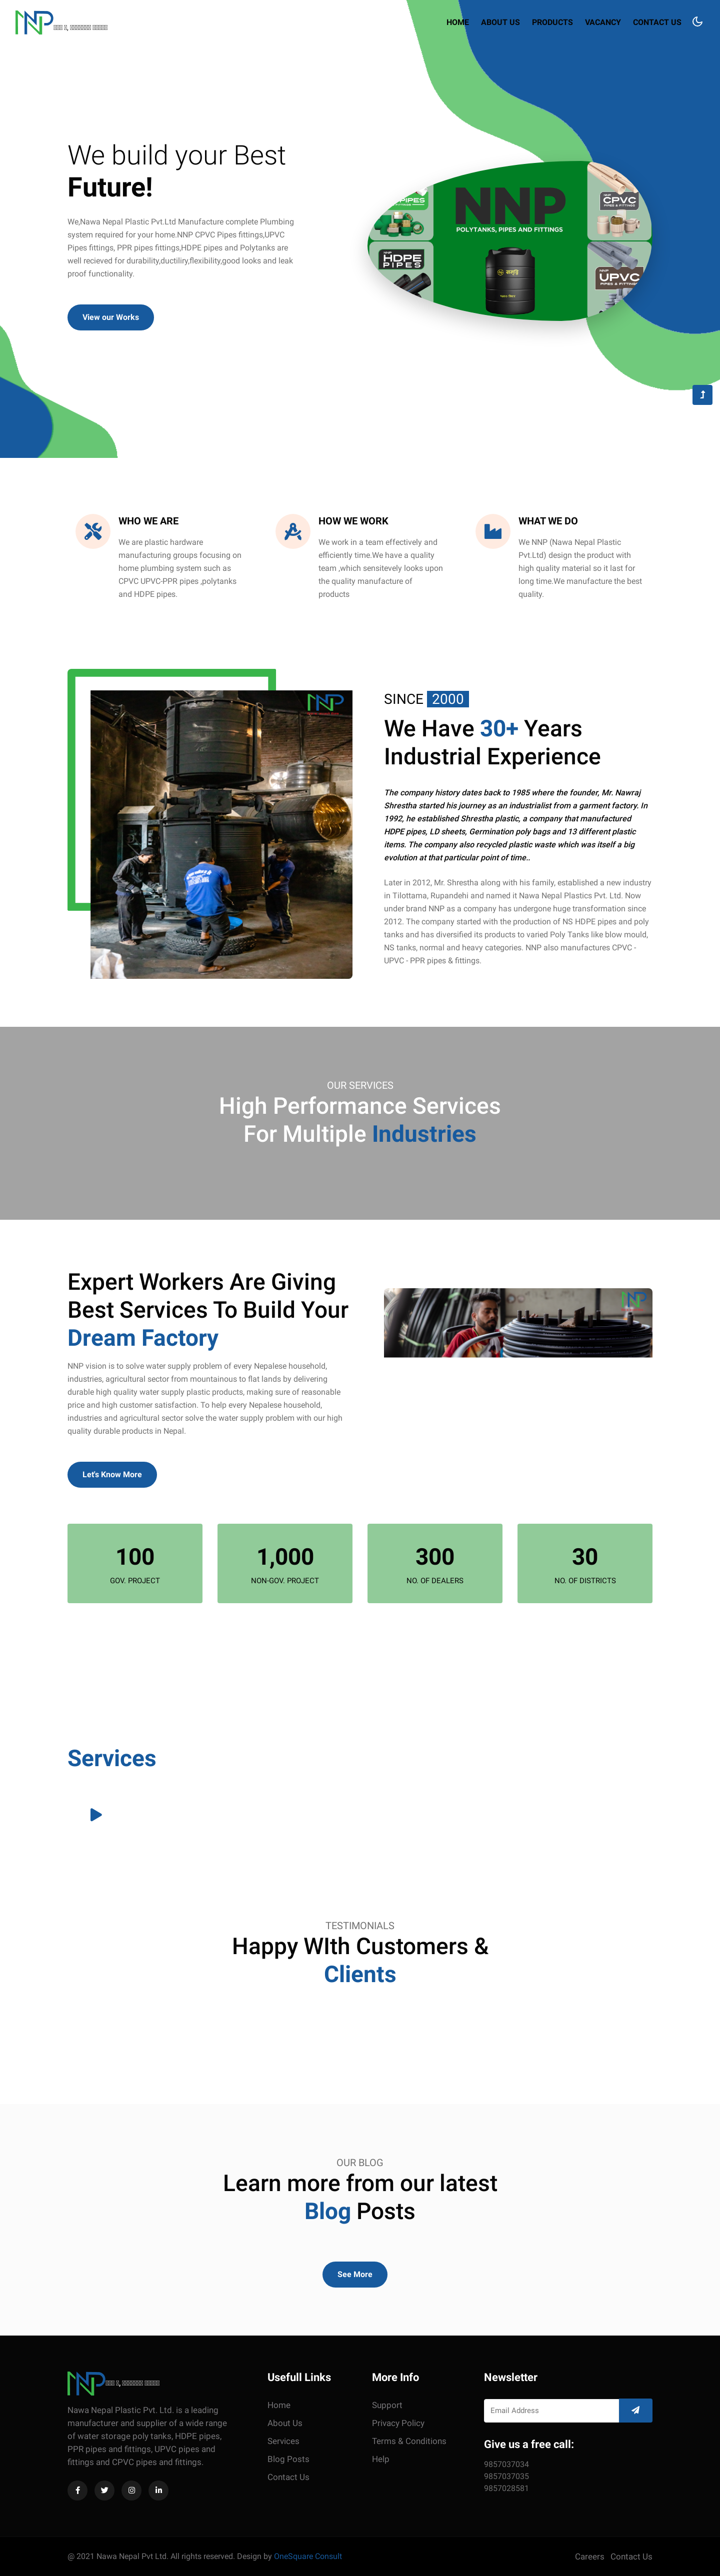 NNP
HOME ABOUT US PRODUCTS VACANCY CONTACT US
We build your Best
Future!
We,Nawa Nepal Plastic Pvt.Ltd Manufacture complete Plumbing
system required for your home.NNP CPVC Pipes fittings,UPVC
Pipes fittings, PPR pipes fittings,HDPE pipes and Polytanks are
well recieved for durability,ductiliry,flexibility,good looks and leak
proof functionality.
View our Works
PIPES
NNP
POLYTANKS, PIPES AND FITTINGS
CPVC
PIPES & FITTINGS
HDPE
PIPES
UPVC
PIPES & FITTINGS
WHO WE ARE
We are plastic hardware
manufacturing groups focusing on
home plumbing system such as
CPVC UPVC-PPR pipes ,polytanks
and HDPE pipes.
HOW WE WORK
We work in a team effectively and
efficiently time.We have a quality
team ,which sensitevely looks upon
the quality manufacture of
products
WHAT WE DO
We NNP (Nawa Nepal Plastic
Pvt.Ltd) design the product with
high quality material so it last for
long time.We manufacture the best
quality.
NNP
SINCE 2000
We Have 30+ Years
Industrial Experience
The company history dates back to 1985 where the founder, Mr. Nawraj
Shrestha started his journey as an industrialist from a garment factory. In
1992, he established Shrestha plastic, a company that manufactured
HDPE pipes, LD sheets, Germination poly bags and 13 different plastic
items. The company also recycled plastic waste which was itself a big
evolution at that particular point of time..
Later in 2012, Mr. Shrestha along with his family, established a new industry
in Tilottama, Rupandehi and named it Nawa Nepal Plastics Pvt. Ltd. Now
under brand NNP as a company has undergone huge transformation since
2012. The company started with the production of NS HDPE pipes and poly
tanks and has diversified its products to varied Poly Tanks like blow mould,
NS tanks, normal and heavy categories. NNP also manufactures CPVC -
UPVC - PPR pipes & fittings.
OUR SERVICES
High Performance Services
For Multiple Industries
Expert Workers Are Giving
Best Services To Build Your
Dream Factory
NNP vision is to solve water supply problem of every Nepalese household,
industries, agricultural sector from mountainous to flat lands by delivering
durable high quality water supply plastic products, making sure of reasonable
price and high customer satisfaction. To help every Nepalese household,
industries and agricultural sector solve the water supply problem with our high
quality durable products in Nepal.
Let's Know More
NNP
100
GOV. PROJECT
1,000
NON-GOV. PROJECT
300
NO. OF DEALERS
30
NO. OF DISTRICTS
Services
TESTIMONIALS
Happy WIth Customers &
Clients
OUR BLOG
Learn more from our latest
Blog Posts
See More
NNP
Nawa Nepal Plastic Pvt. Ltd. is a leading
manufacturer and supplier of a wide range
of water storage poly tanks, HDPE pipes,
PPR pipes and fittings, UPVC pipes and
fittings and CPVC pipes and fittings.
Usefull Links
Home
About Us
Services
Blog Posts
Contact Us
More Info
Support
Privacy Policy
Terms & Conditions
Help
Newsletter
Email Address
Give us a free call:
9857037034
9857037035
9857028581
@ 2021 Nawa Nepal Pvt Ltd. All rights reserved. Design by OneSquare Consult
Careers Contact Us